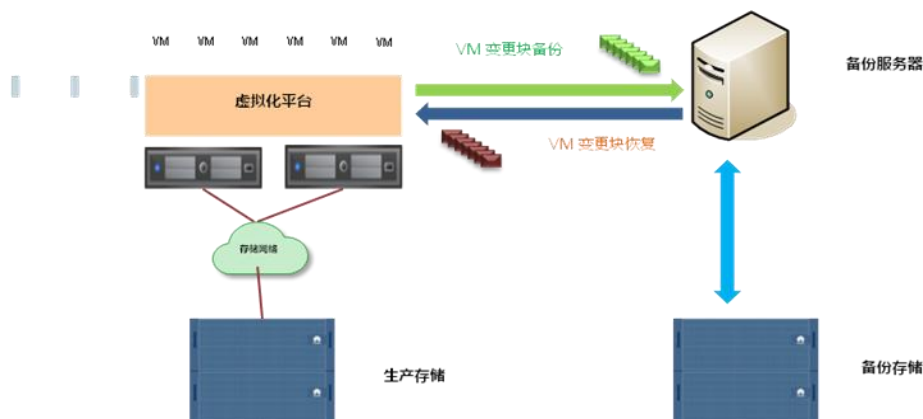 VM VM VM VM VM VM
VM 变更块备份
备份服务器
虚拟化平台
VM 变更块恢复
存储网络
生产存储
备份存储